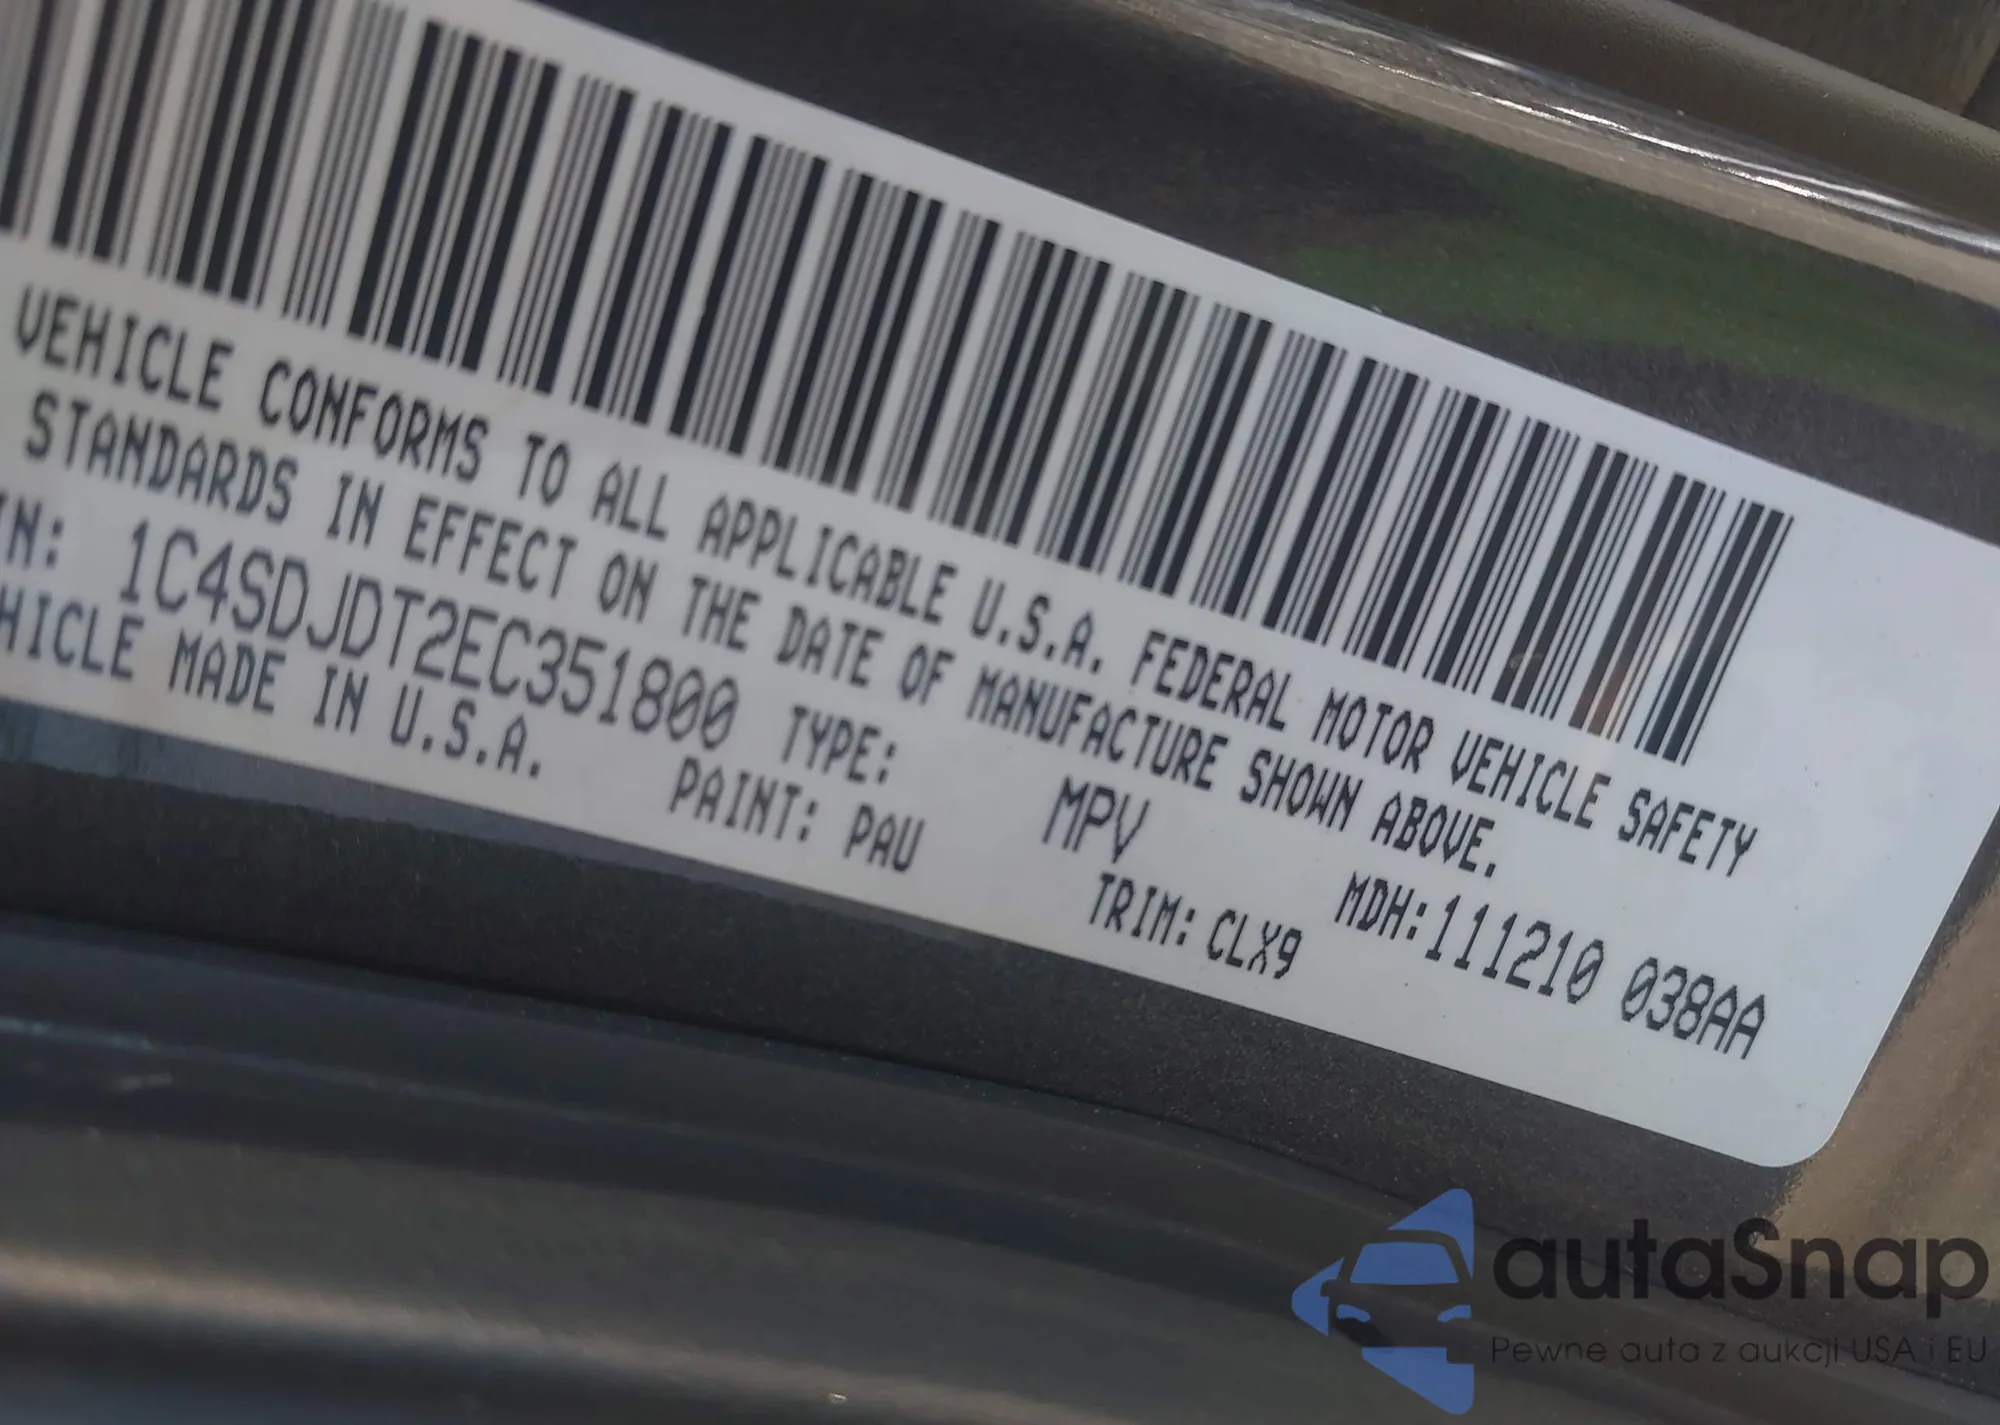 VEHICLE CONFORMS TO ALL APPLICABLE U.S.A. FEDERAL MOTOR VEHICLE SAFETY
STANDARDS IN EFFECT ON THE DATE OF MANUFACTURE SHOWN ABOVE.
IN: 1C4SDJDT2EC351800 TYPE: MPV MDH:111210 038AA
HICLE MADE IN U.S.A. PAINT: PAU TRIM: CLX9
autaSnap
Pewne auta z aukcji USA i EU